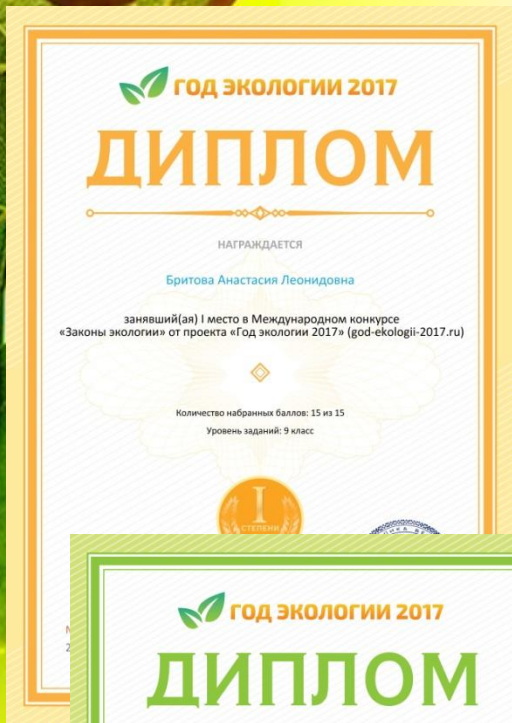 ГОД ЭКОЛОГИИ 2017
ДИПЛОМ
НАГРАЖДАЕТСЯ
Бритова Анастасия Леонидовна
занявший(ая) I место в Международном конкурсе
«Законы экологии» от проекта «Год экологии 2017» (god-ekologii-2017.ru)
Количество набранных баллов: 15 из 15
Уровень заданий: 9 класс
I
СТЕПЕНИ
ГОД ЭКОЛОГИИ 2017
ДИПЛОМ